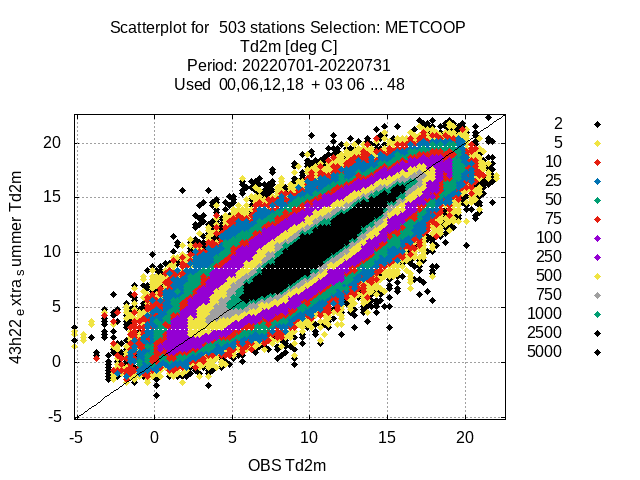 Scatterplot for 503 stations Selection: METCOOP
Td2m [deg C]
Period: 20220701-20220731
Used 00,06,12,18 + 03 06 ... 48
2
5
10
25
50
75
100
250
500
750
1000
2500
5000
20
15
10
5
0
-5
43h22 e xtra s ummer Td2m
-5 0 5 10 15 20
OBS Td2m